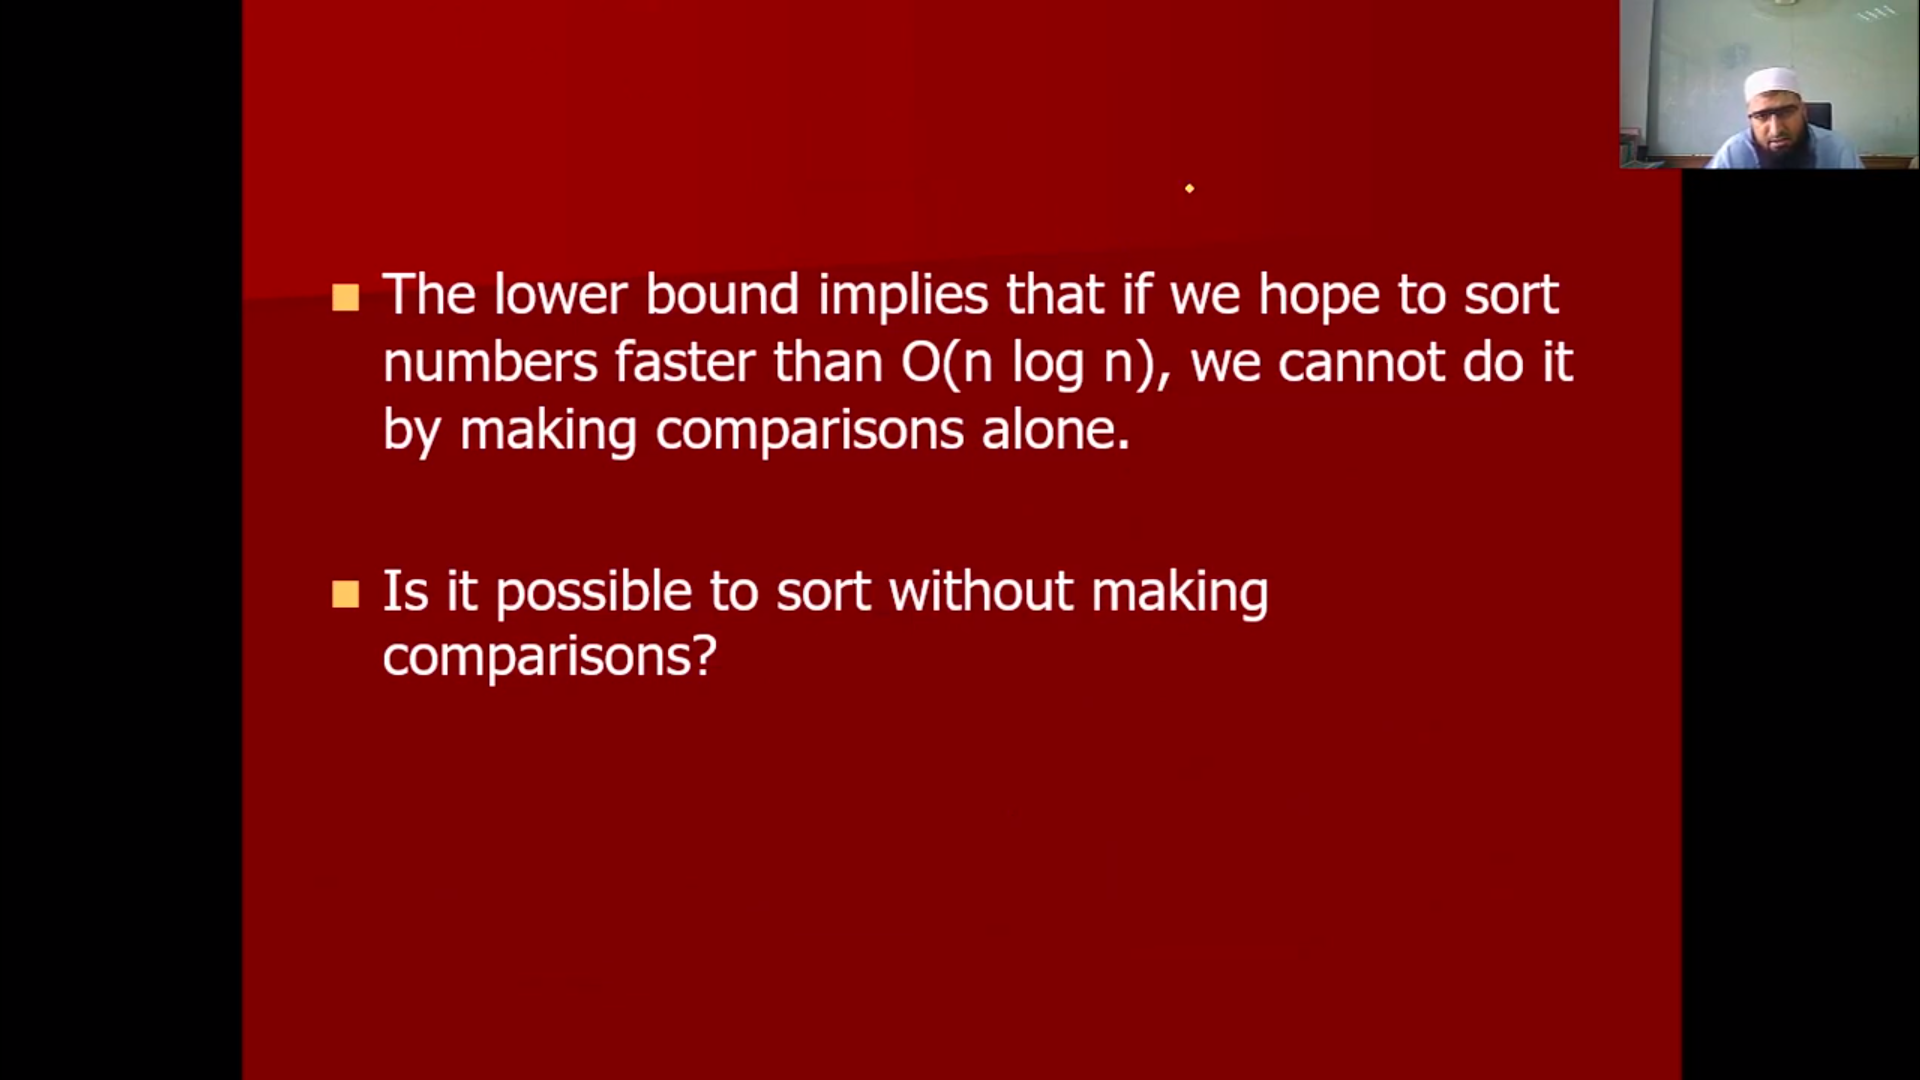 The lower bound implies that if we hope to sort
numbers faster than O(n log n), we cannot do it
by making comparisons alone.
Is it possible to sort without making
comparisons?